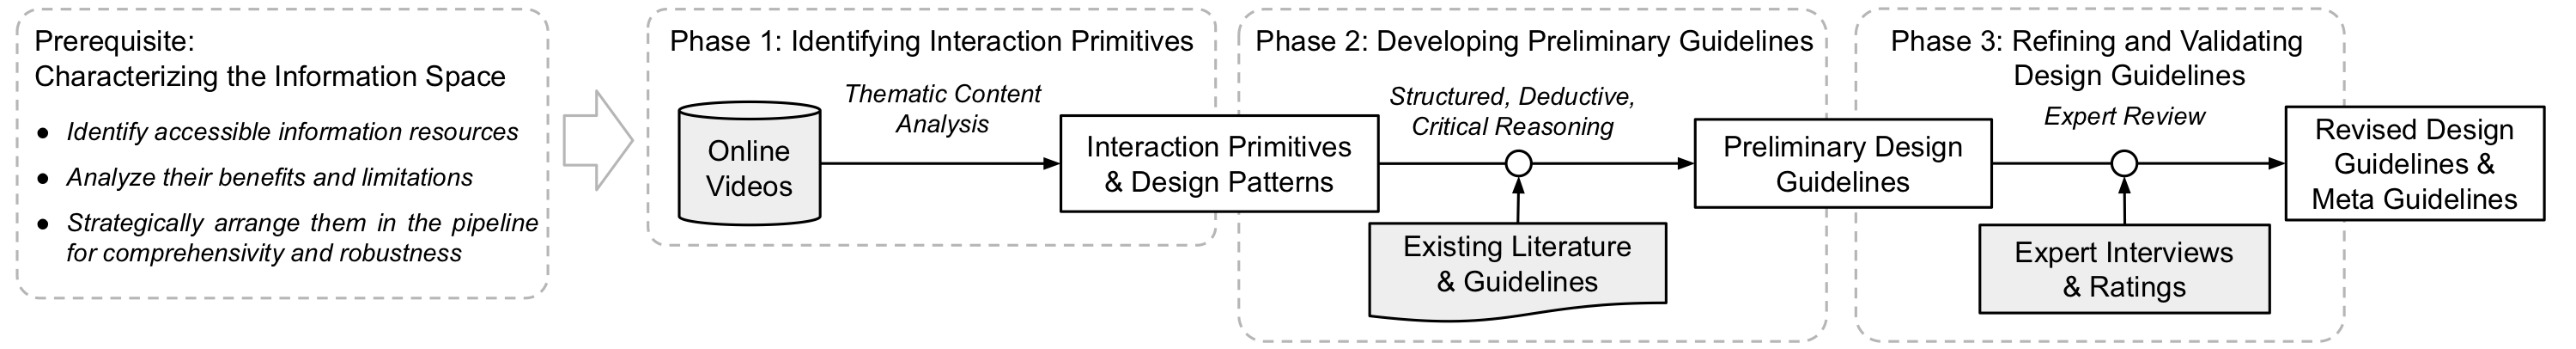 Prerequisite:
Characterizing the Information Space
● Identify accessible information resources
● Analyze their benefits and limitations
● Strategically arrange them in the pipeline
for comprehensivity and robustness
Phase 1: Identifying Interaction Primitives
Thematic Content
Analysis
Online
Videos
Interaction Primitives
& Design Patterns
Phase 2: Developing Preliminary Guidelines
Structured, Deductive,
Critical Reasoning
Existing Literature
& Guidelines
Preliminary Design
Guidelines
Phase 3: Refining and Validating
Design Guidelines
Expert Review
Expert Interviews
& Ratings
Revised Design
Guidelines &
Meta Guidelines